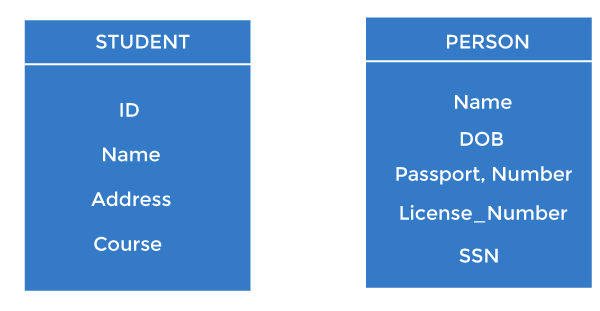 STUDENT
ID
Name
Address
Course
PERSON
Name
DOB
Passport, Number
License_Number
SSN